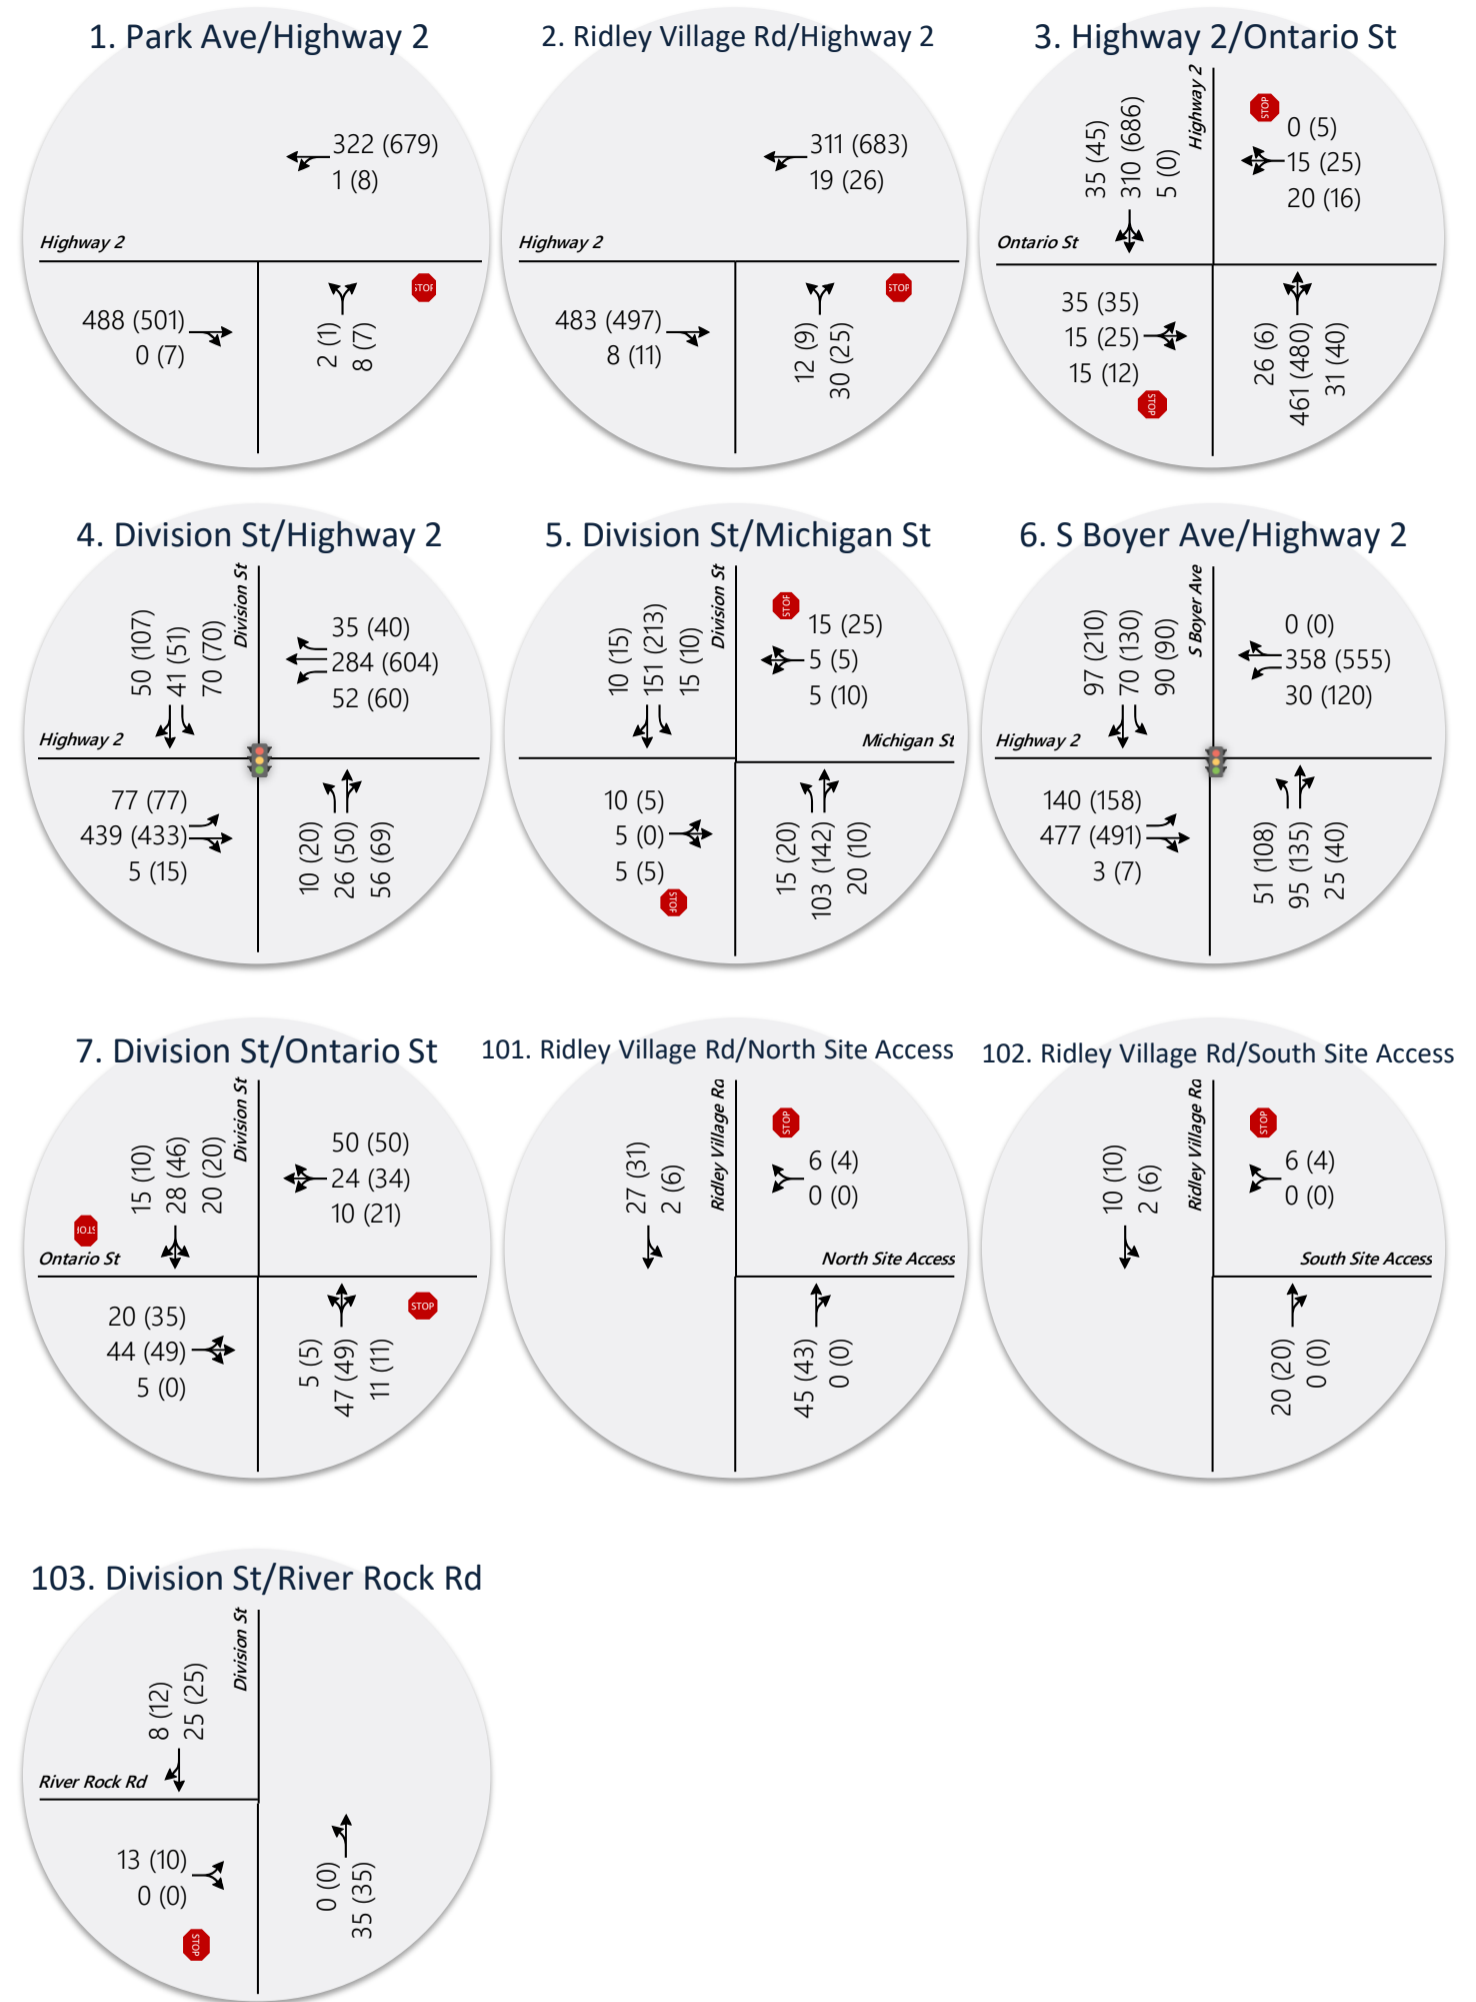 1. Park Ave/Highway 2
322 (679)
1 (8)
Highway 2
488 (501)
0 (7)
2 (1)
8 (7)
STOP
2. Ridley Village Rd/Highway 2
311 (683)
19 (26)
Highway 2
483 (497)
8 (11)
12 (9)
30 (25)
STOP
3. Highway 2/Ontario St
35 (45)
310 (686)
5 (0)
Highway 2
STOP
0 (5)
15 (25)
20 (16)
Ontario St
35 (35)
15 (25)
15 (12)
STOP
26 (6)
461 (480)
31 (40)
4. Division St/Highway 2
50 (107)
41 (51)
70 (70)
Division St
35 (40)
284 (604)
52 (60)
Highway 2
77 (77)
439 (433)
5 (15)
10 (20)
26 (50)
56 (69)
5. Division St/Michigan St
10 (15)
151 (213)
15 (10)
Division St
STOP
15 (25)
5 (5)
5 (10)
Michigan St
10 (5)
5 (0)
5 (5)
STOP
15 (20)
103 (142)
20 (10)
6. S Boyer Ave/Highway 2
97 (210)
70 (130)
90 (90)
S Boyer Ave
0 (0)
358 (555)
30 (120)
Highway 2
140 (158)
477 (491)
3 (7)
51 (108)
95 (135)
25 (40)
7. Division St/Ontario St
15 (10)
28 (46)
20 (20)
Division St
50 (50)
24 (34)
10 (21)
STOP
Ontario St
20 (35)
44 (49)
5 (0)
5 (5)
47 (49)
11 (11)
STOP
101. Ridley Village Rd/North Site Access
27 (31)
2 (6)
Ridley Village Rd
STOP
6 (4)
0 (0)
North Site Access
45 (43)
0 (0)
102. Ridley Village Rd/South Site Access
10 (10)
2 (6)
Ridley Village Rd
STOP
6 (4)
0 (0)
South Site Access
20 (20)
0 (0)
103. Division St/River Rock Rd
8 (12)
25 (25)
Division St
River Rock Rd
13 (10)
0 (0)
STOP
0 (0)
35 (35)